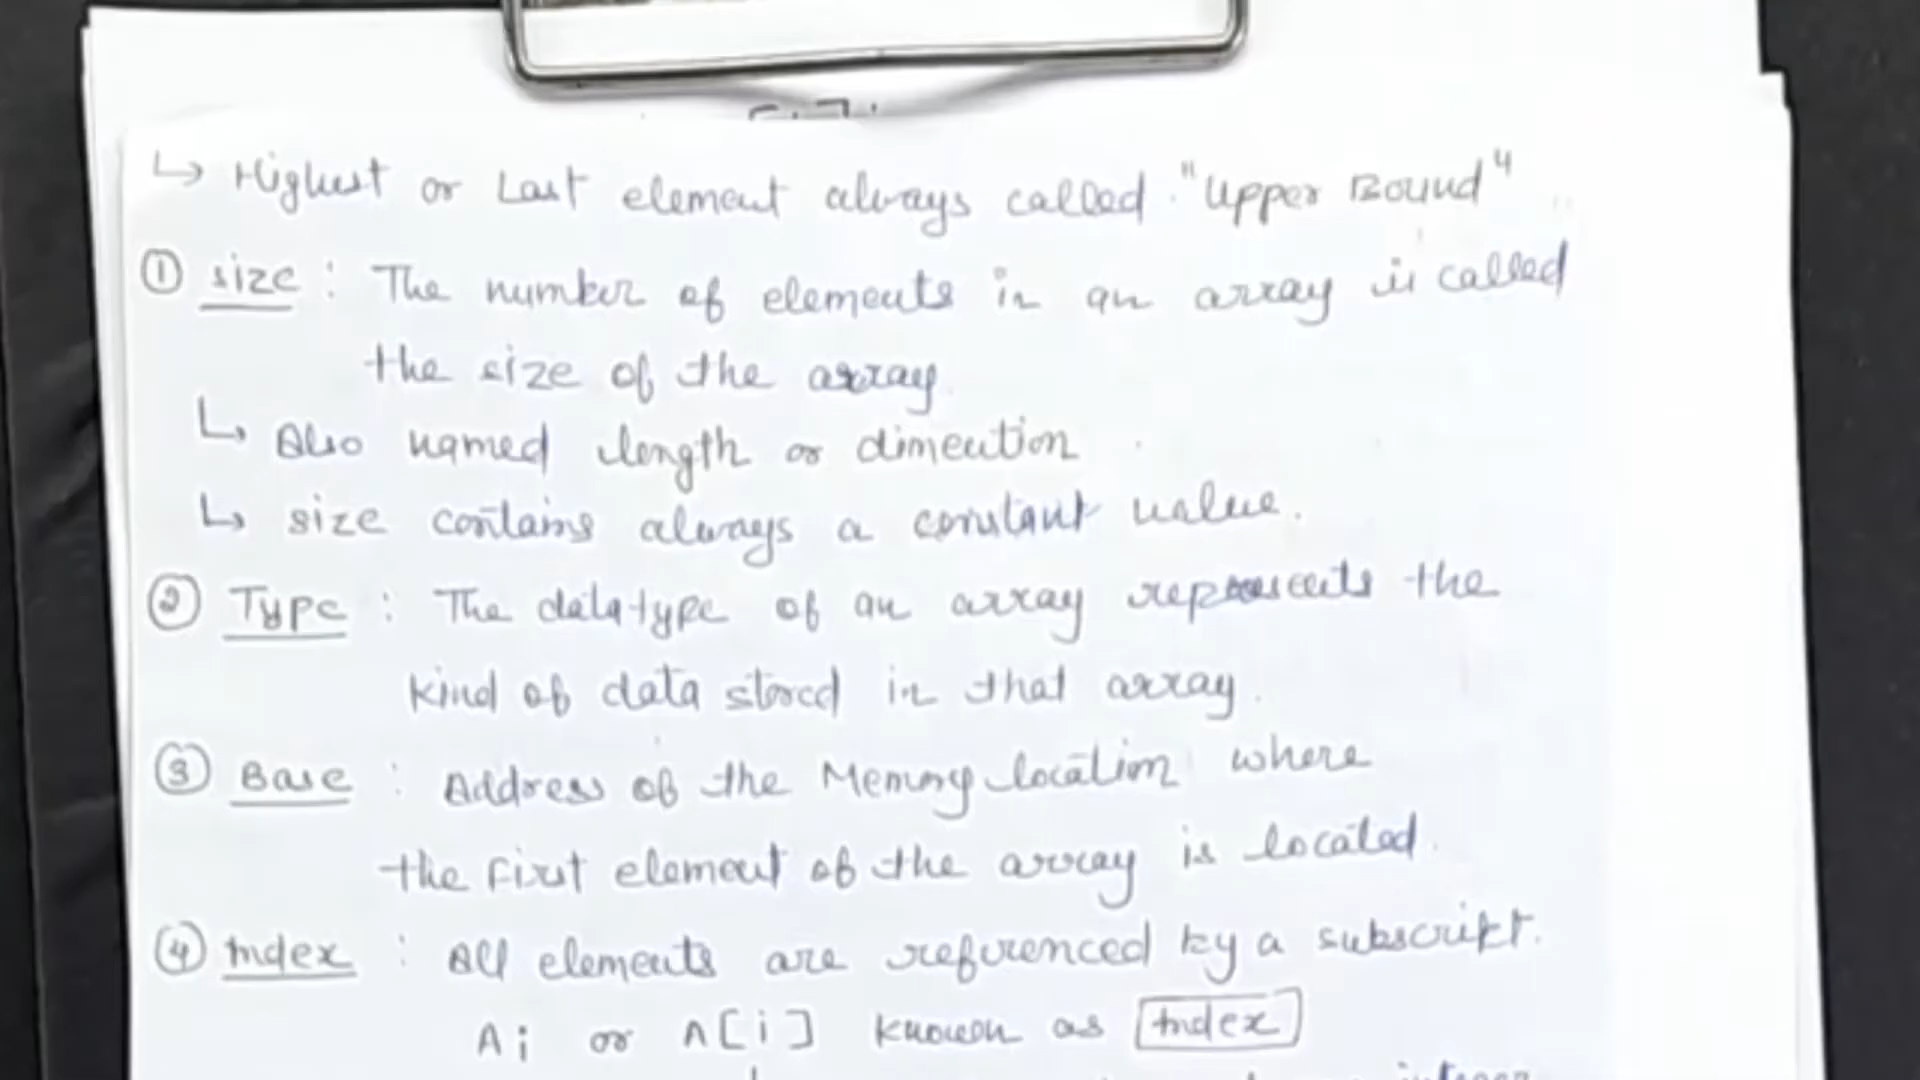 ↳ Highest or Last element always called "Upper Bound"
① size : The number of elements in an array is called
the size of the array
↳ Also named length or dimention
↳ size contains always a constant value.
② Type : The datatype of an array represents the
kind of data stored in that array.
③ Base : Address of the Memory location where
the First element of the array is located.
④ Index : All elements are referenced by a subscript.
Ai or A[i] known as Index
integer